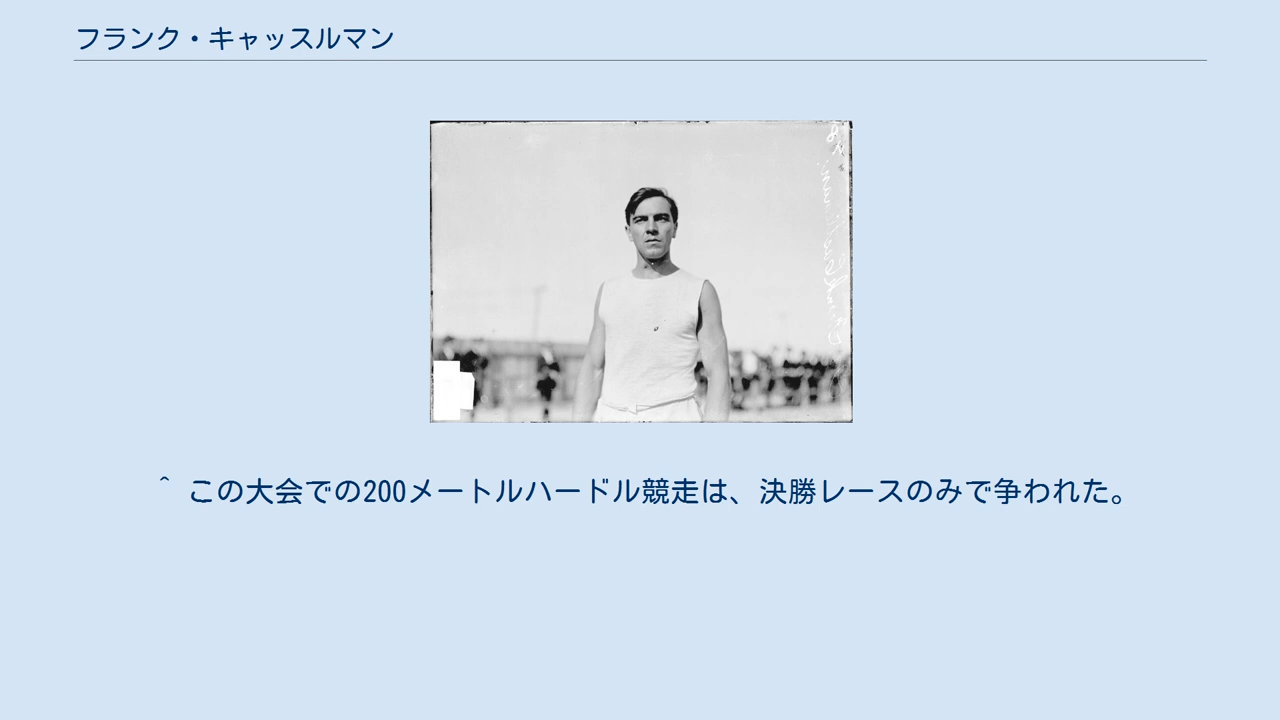 フランク・キャッスルマン
^ この大会での200メートルハードル競走は、決勝レースのみで争われた。